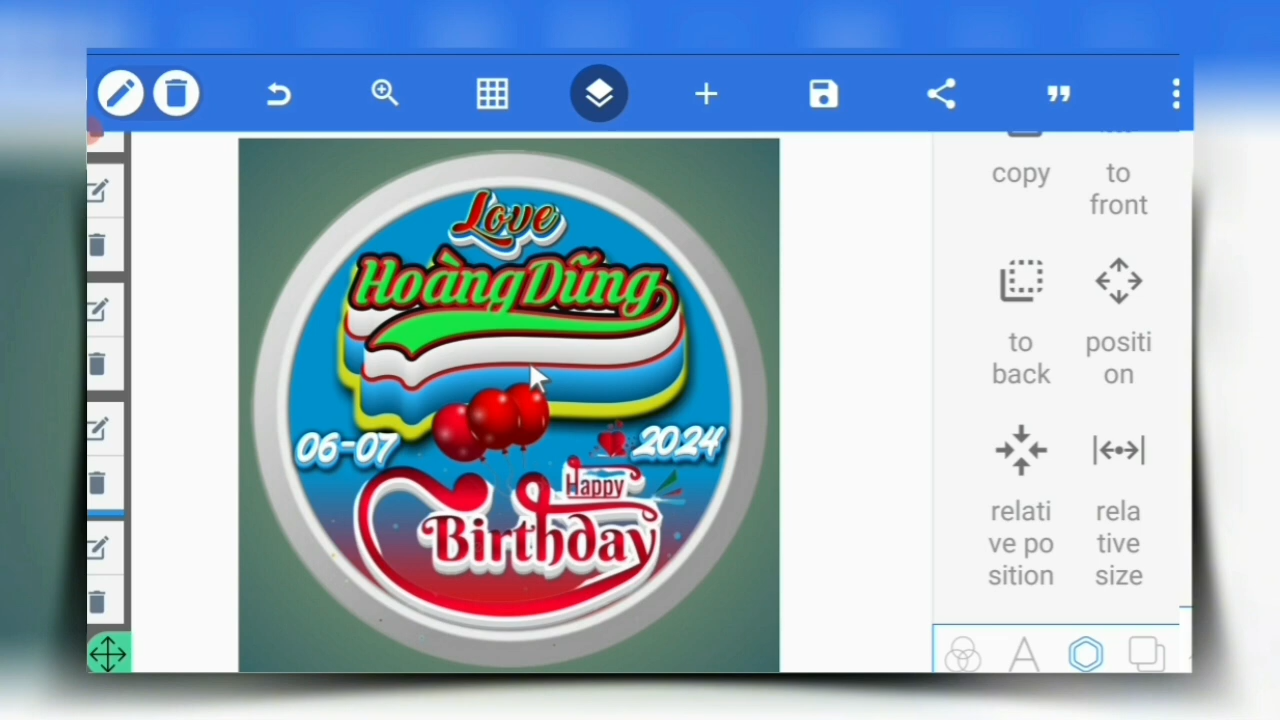 Love
HoàngDũng
06-07
2024
Happy
Birthday
copy
to
front
to
back
positi
on
relati
ve po
sition
rela
tive
size